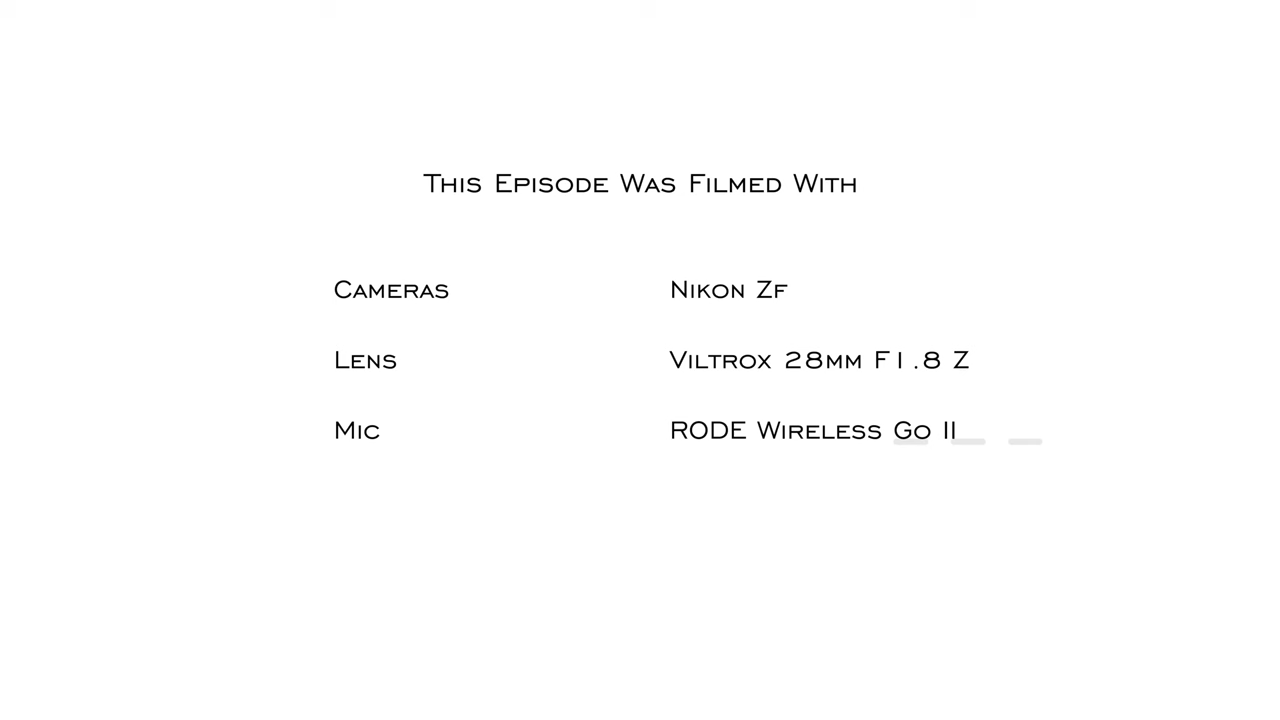 This Episode Was Filmed With
Cameras Nikon Zf
Lens Viltrox 28mm F1.8 Z
Mic RODE Wireless Go II